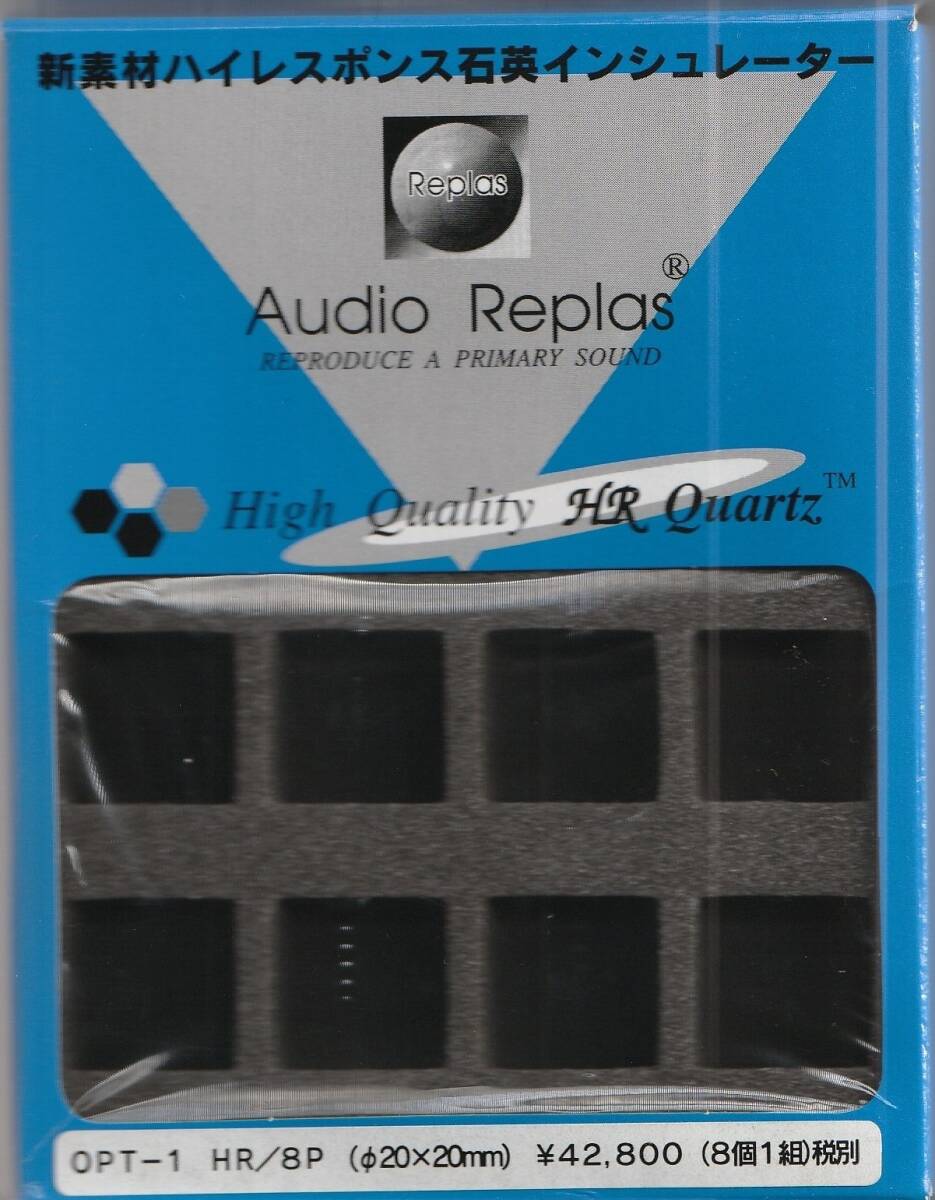 新素材ハイレスポンス石英インシュレーター
Replas
Audio Replas®
REPRODUCE A PRIMARY SOUND
High Quality HR Quartz™
OPT-1 HR/8P (φ20×20mm) ¥42,800 (8個1組)税別